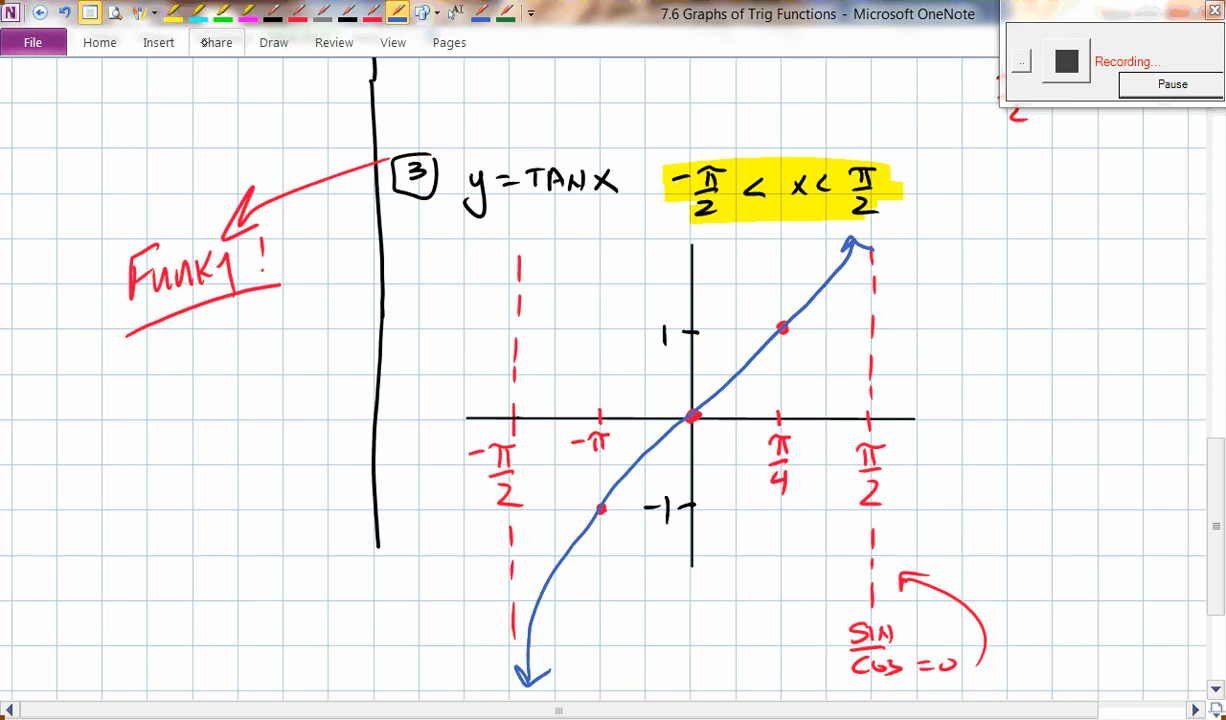 7.6 Graphs of Trig Functions - Microsoft OneNote
File Home Insert Share Draw Review View Pages
.. Recording...
Pause
2
3 y = TAN X -π/2 < x < π/2
Funky!
1
-π/2 -π π/4 π/2
-1
SIN
COS = 0